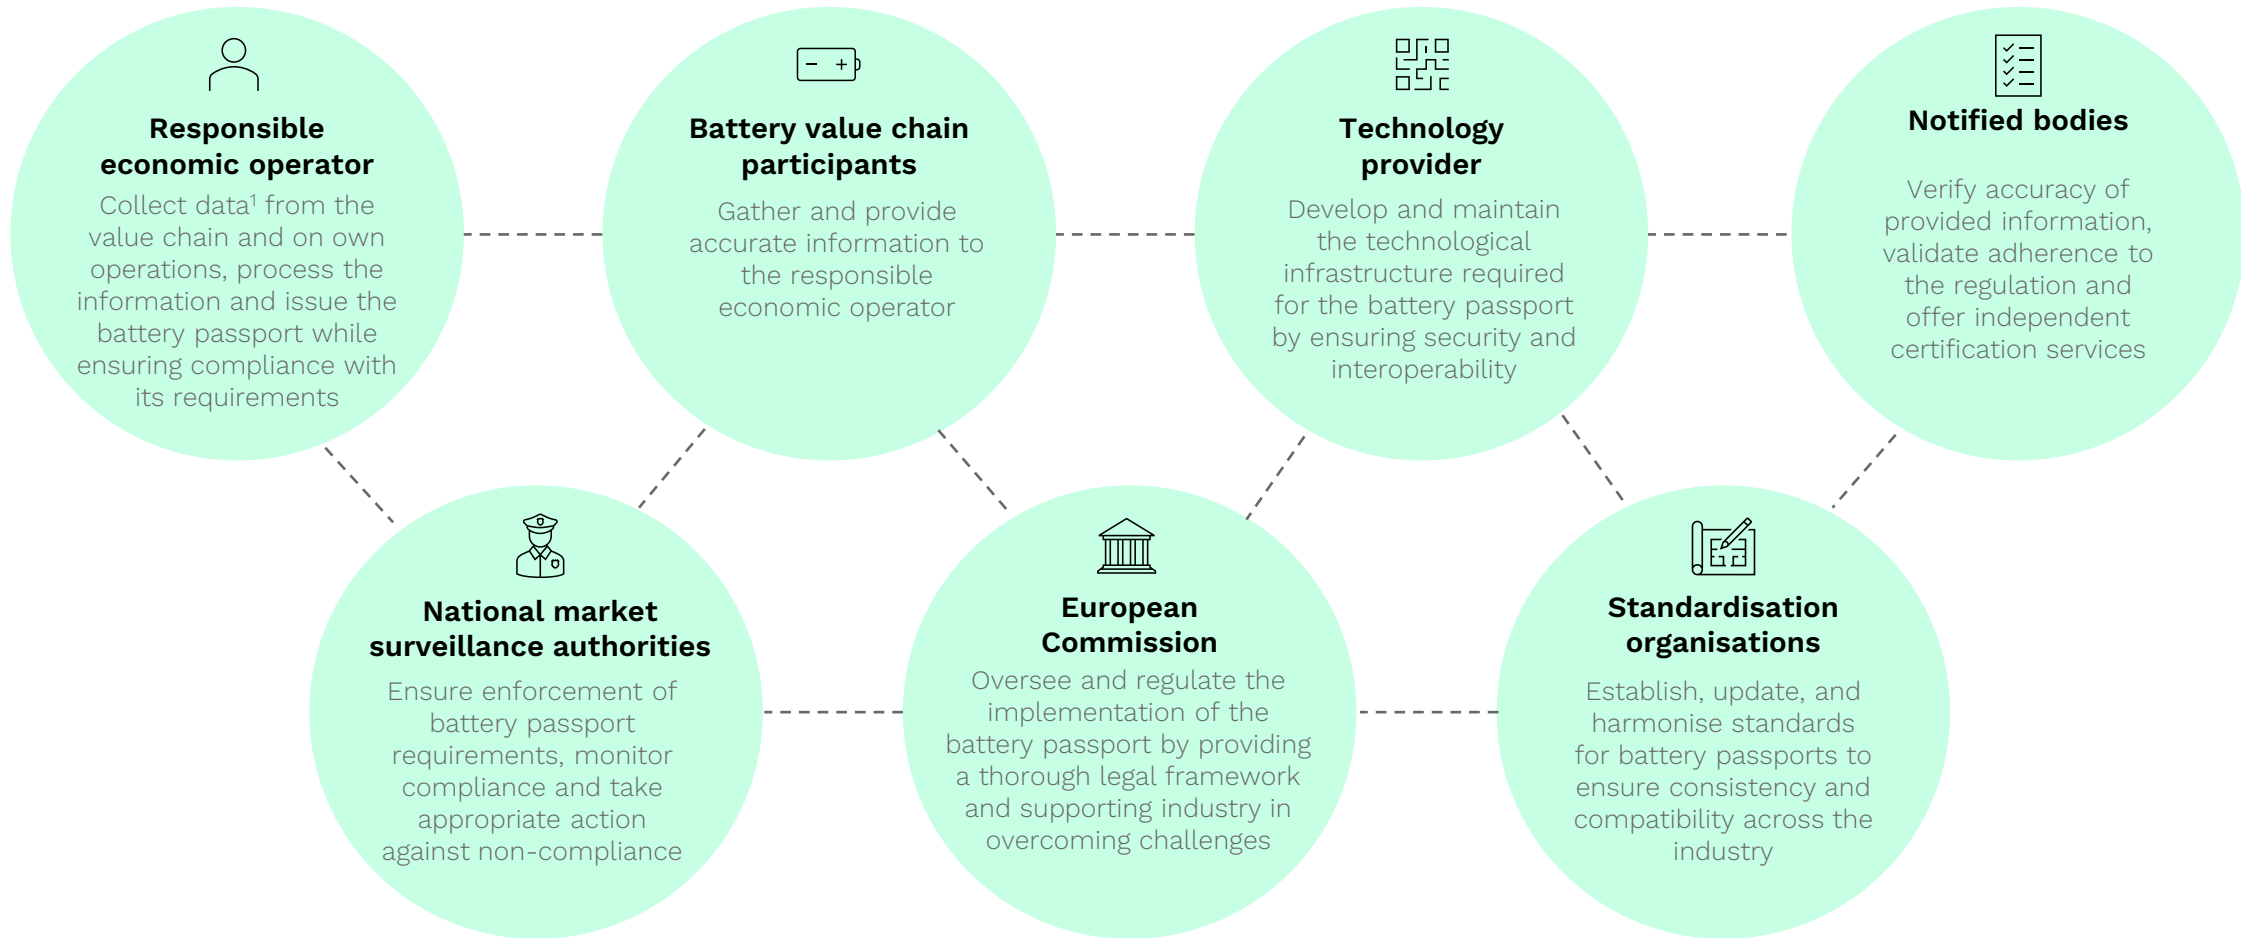 Responsible
economic operator
Collect data¹ from the
value chain and on own
operations, process the
information and issue the
battery passport while
ensuring compliance with
its requirements
Battery value chain
participants
Gather and provide
accurate information to
the responsible
economic operator
Technology
provider
Develop and maintain
the technological
infrastructure required
for the battery passport
by ensuring security and
interoperability
Notified bodies
Verify accuracy of
provided information,
validate adherence to
the regulation and
offer independent
certification services
National market
surveillance authorities
Ensure enforcement of
battery passport
requirements, monitor
compliance and take
appropriate action
against non-compliance
European
Commission
Oversee and regulate the
implementation of the
battery passport by providing
a thorough legal framework
and supporting industry in
overcoming challenges
Standardisation
organisations
Establish, update, and
harmonise standards
for battery passports to
ensure consistency and
compatibility across the
industry